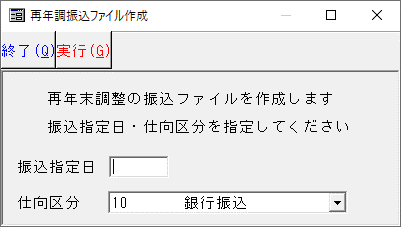 再年調振込ファイル作成
終了(Q) 実行(G)
再年末調整の振込ファイルを作成します
振込指定日・仕向区分を指定してください
振込指定日
仕向区分 10 銀行振込